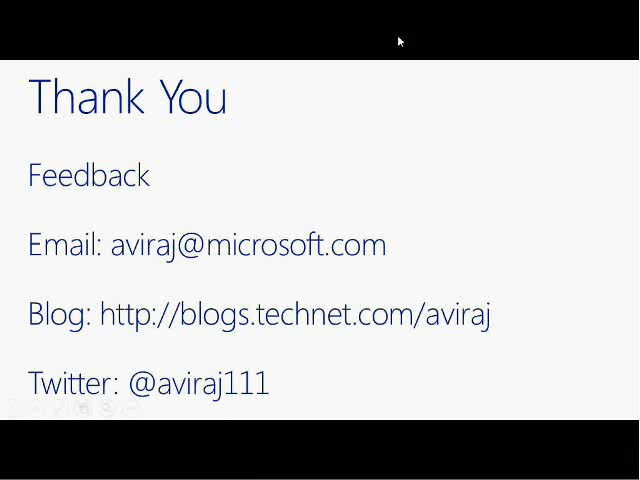 Thank You
Feedback
Email: aviraj@microsoft.com
Blog: http://blogs.technet.com/aviraj
Twitter: @aviraj111